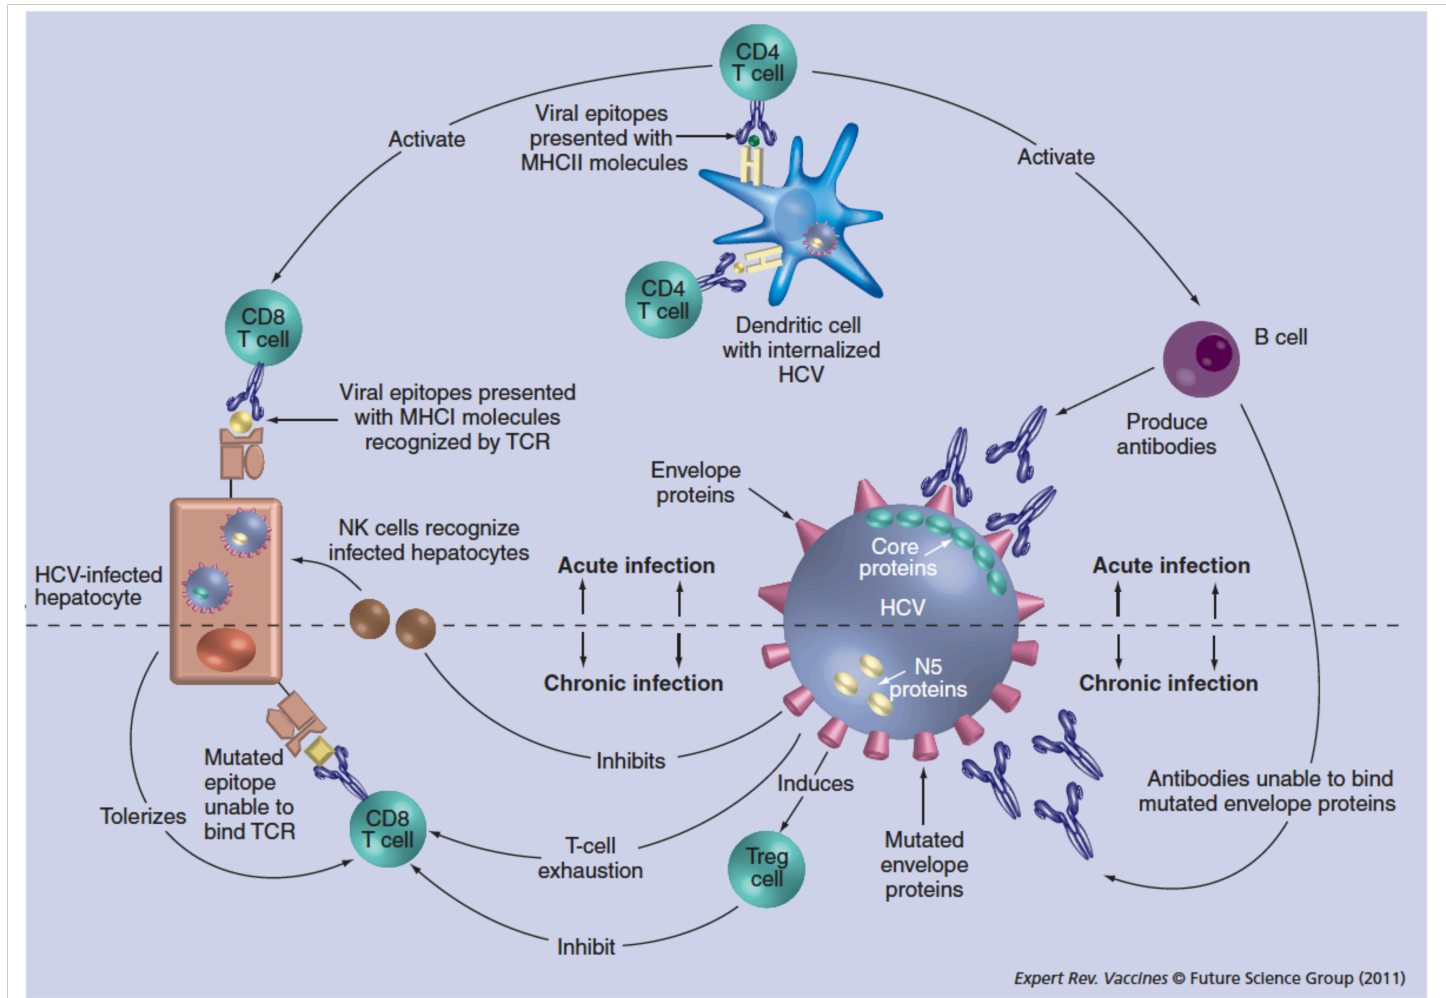 CD4
T cell
Viral epitopes
presented with
MHCII molecules
Activate
Activate
CD4
T cell
Dendritic cell
with internalized
HCV
CD8
T cell
B cell
Viral epitopes presented
with MHCI molecules
recognized by TCR
Produce
antibodies
Envelope
proteins
NK cells recognize
infected hepatocytes
Core
proteins
HCV-infected
hepatocyte
Acute infection
HCV
Acute infection
Chronic infection
N5
proteins
Chronic infection
Mutated
epitope
unable to
bind TCR
Inhibits
Induces
Antibodies unable to bind
mutated envelope proteins
Tolerizes
CD8
T cell
T-cell
exhaustion
Treg
cell
Mutated
envelope
proteins
Inhibit
Expert Rev. Vaccines © Future Science Group (2011)